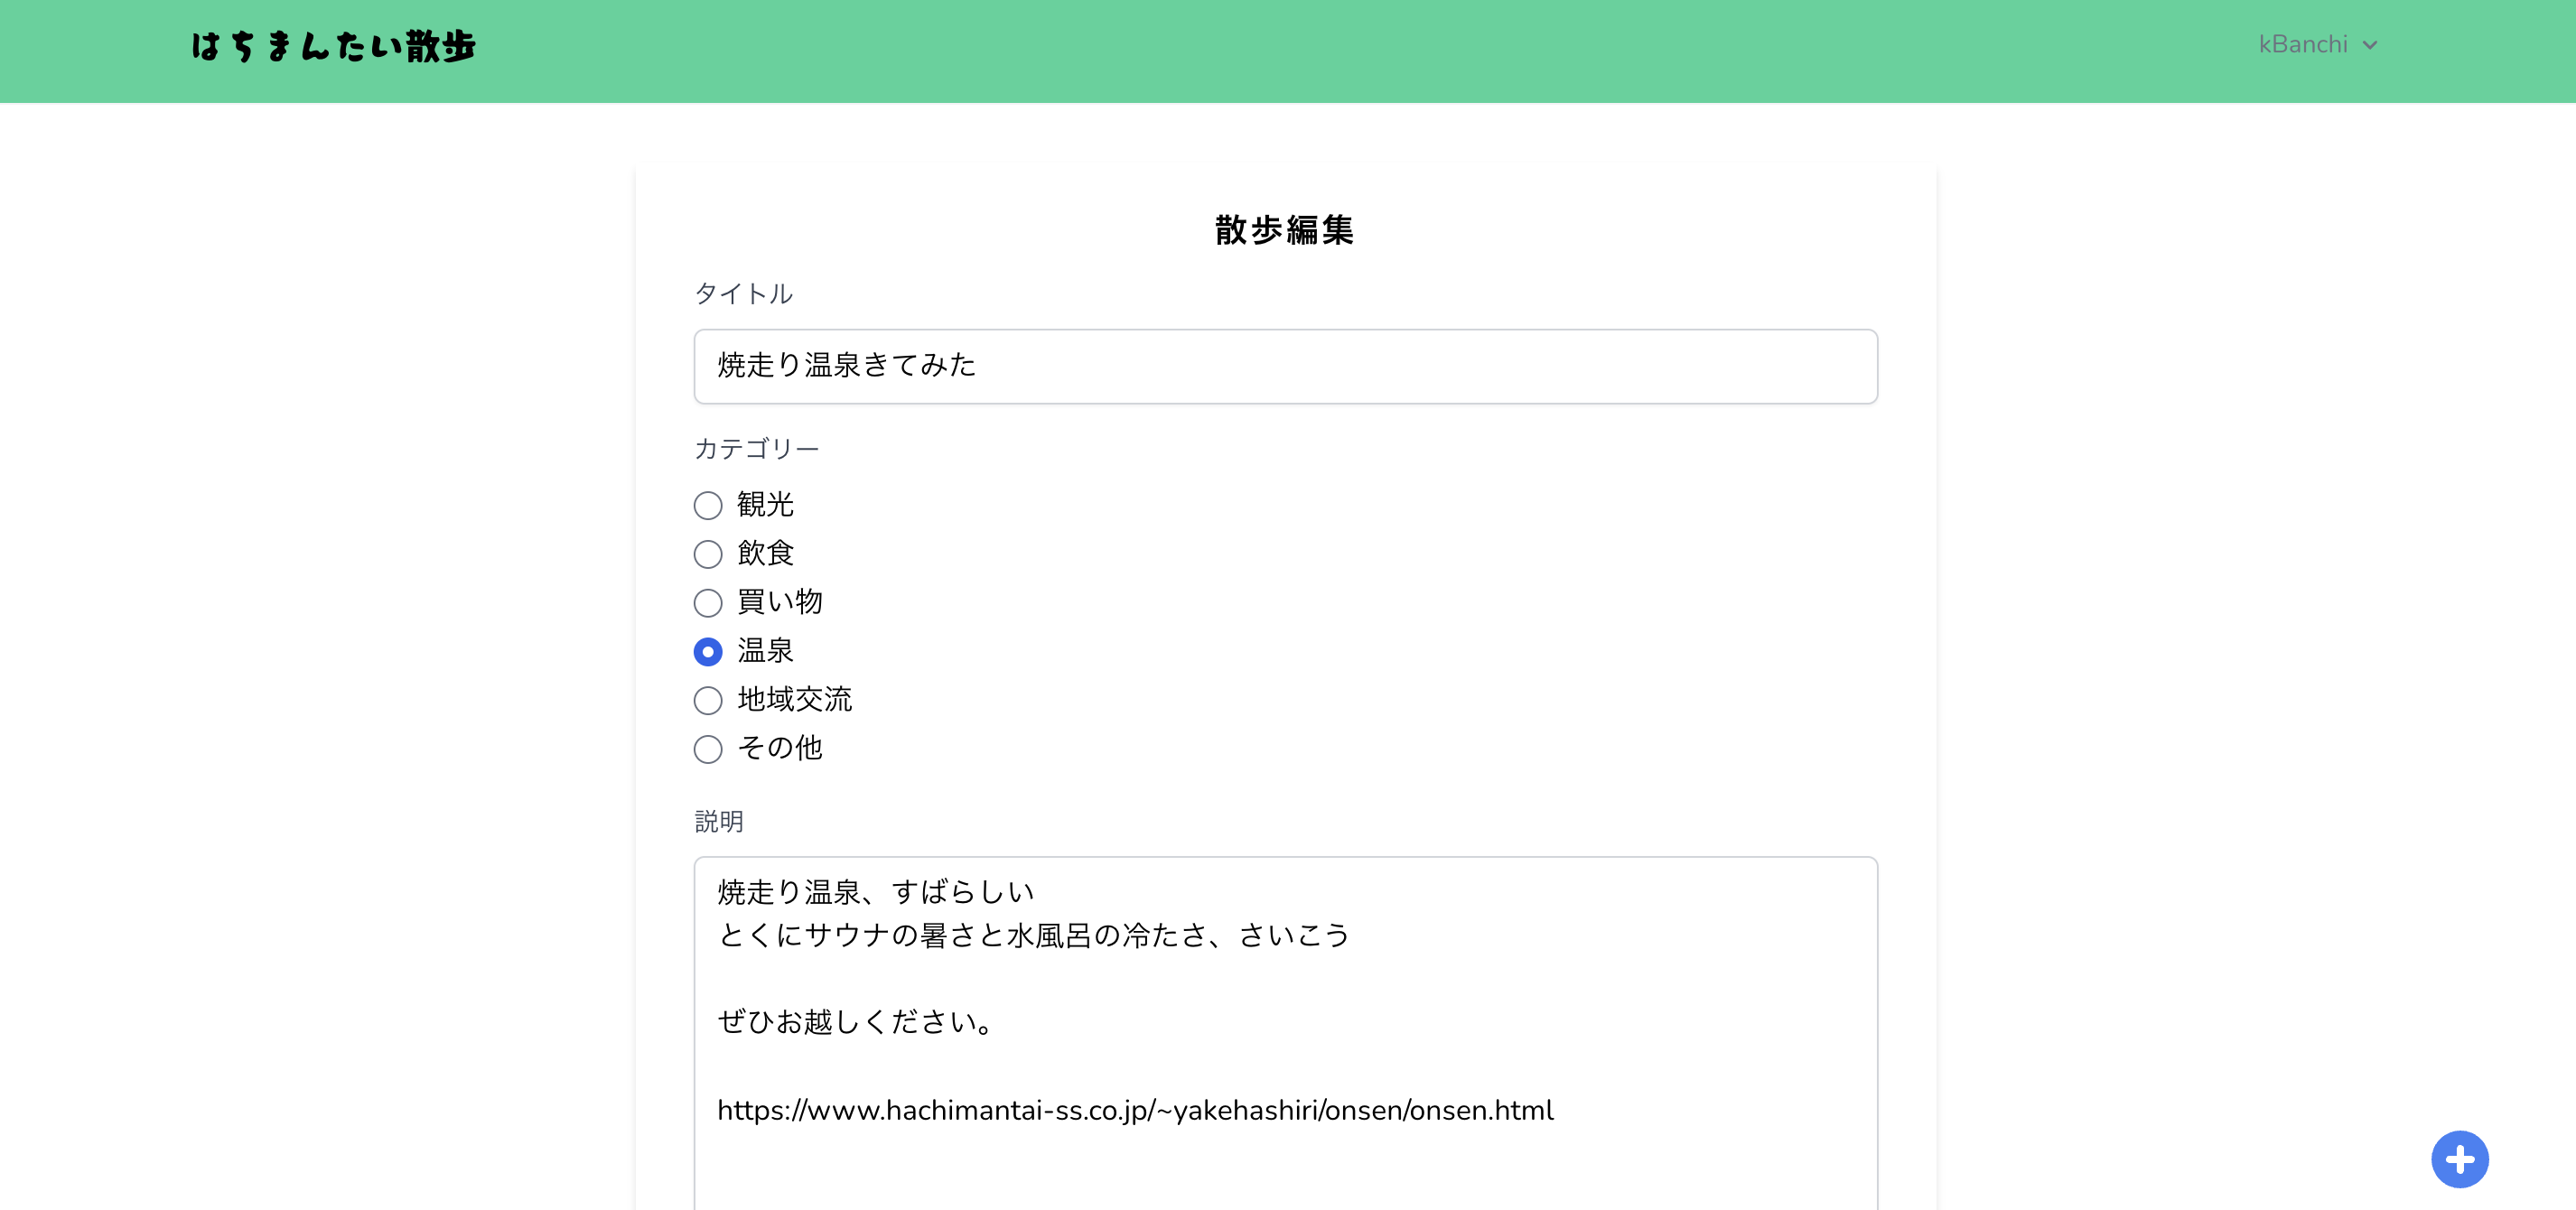 はちまんたい散歩
kBanchi
散歩編集
タイトル
焼走り温泉きてみた
カテゴリー
観光
飲食
買い物
温泉
地域交流
その他
説明
焼走り温泉、すばらしい
とくにサウナの暑さと水風呂の冷たさ、さいこう
ぜひお越しください。
https://www.hachimantai-ss.co.jp/~yakehashiri/onsen/onsen.html